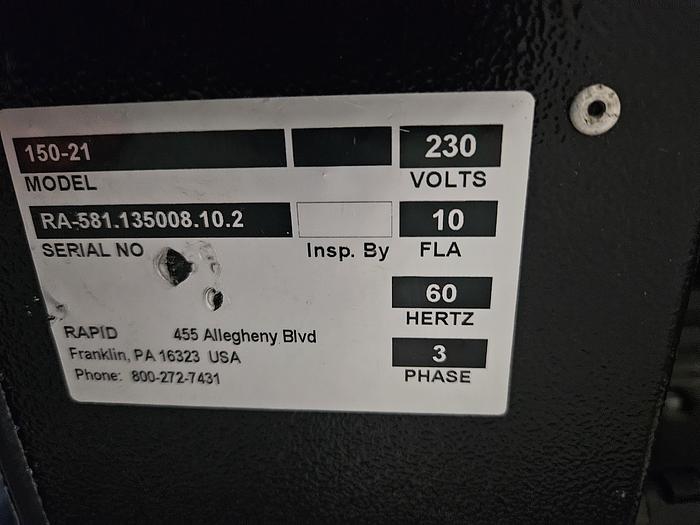 150-21
MODEL
230
VOLTS
RA-581.135008.10.2
SERIAL NO
Insp. By
10
FLA
60
HERTZ
3
PHASE
RAPID 455 Allegheny Blvd
Franklin, PA 16323 USA
Phone: 800-272-7431